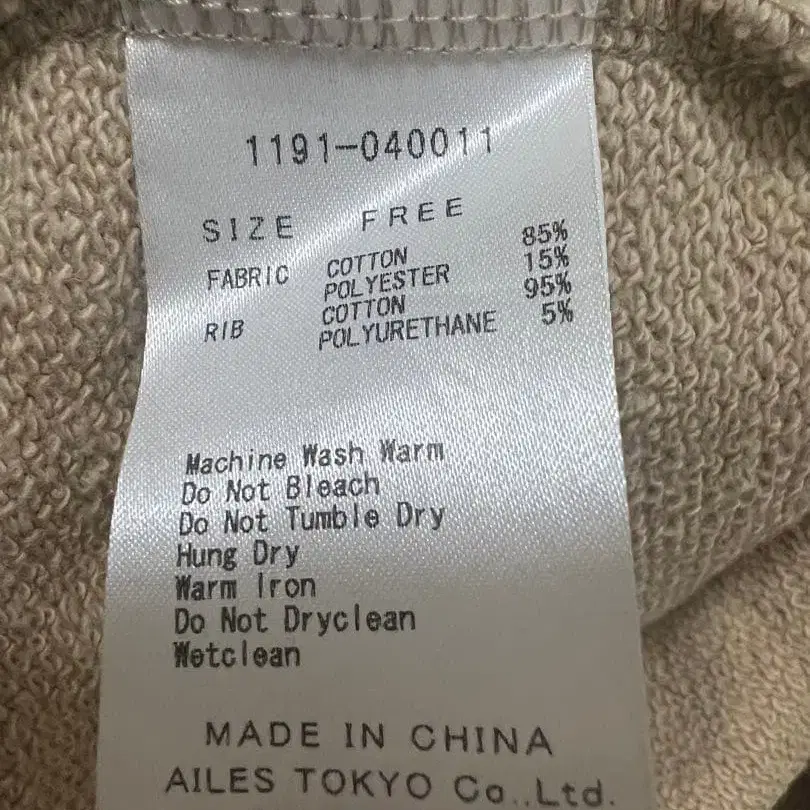 1191-040011
SIZE FREE
FABRIC COTTON 85%
POLYESTER 15%
RIB COTTON 95%
POLYURETHANE 5%
Machine Wash Warm
Do Not Bleach
Do Not Tumble Dry
Hung Dry
Warm Iron
Do Not Dryclean
Wetclean
MADE IN CHINA
AILES TOKYO Co.,Ltd.